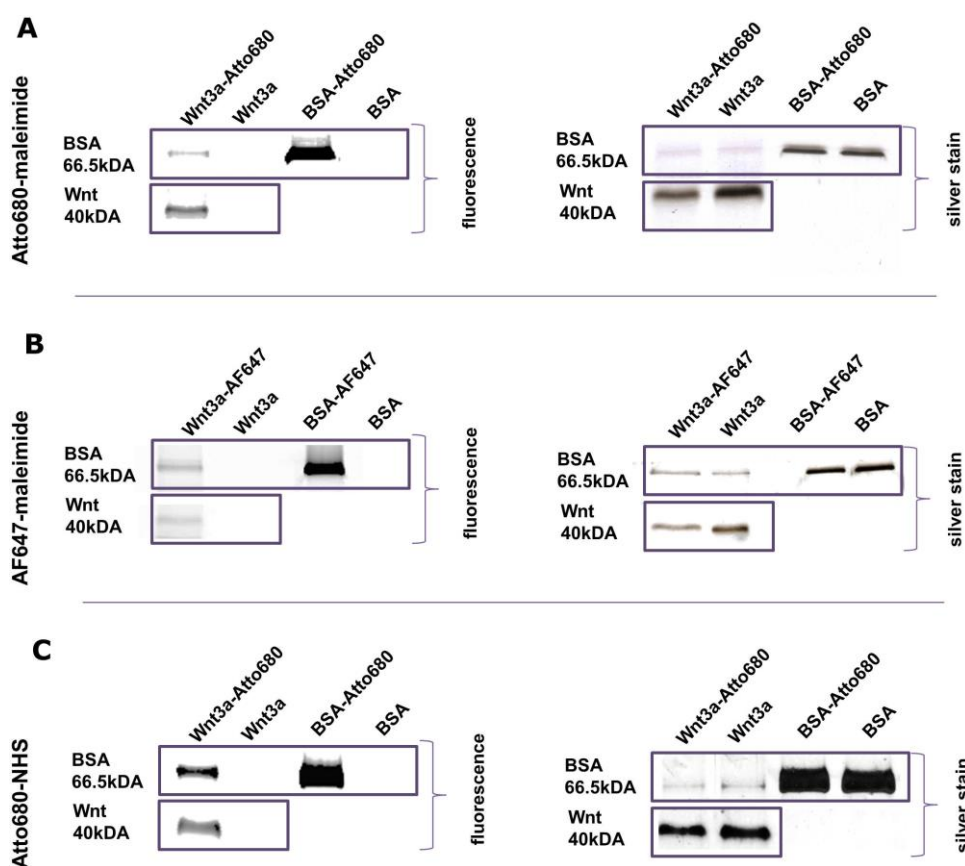 A
Atto680-maleimide
Wnt3a-Atto680
Wnt3a
BSA-Atto680
BSA
BSA
66.5kDA
Wnt
40kDA
fluorescence
Wnt3a-Atto680
Wnt3a
BSA-Atto680
BSA
BSA
66.5kDA
Wnt
40kDA
silver stain
B
AF647-maleimide
Wnt3a-AF647
Wnt3a
BSA-AF647
BSA
BSA
66.5kDA
Wnt
40kDA
fluorescence
Wnt3a-AF647
Wnt3a
BSA-AF647
BSA
BSA
66.5kDA
Wnt
40kDA
silver stain
C
Atto680-NHS
Wnt3a-Atto680
Wnt3a
BSA-Atto680
BSA
BSA
66.5kDA
Wnt
40kDA
fluorescence
Wnt3a-Atto680
Wnt3a
BSA-Atto680
BSA
BSA
66.5kDA
Wnt
40kDA
silver stain